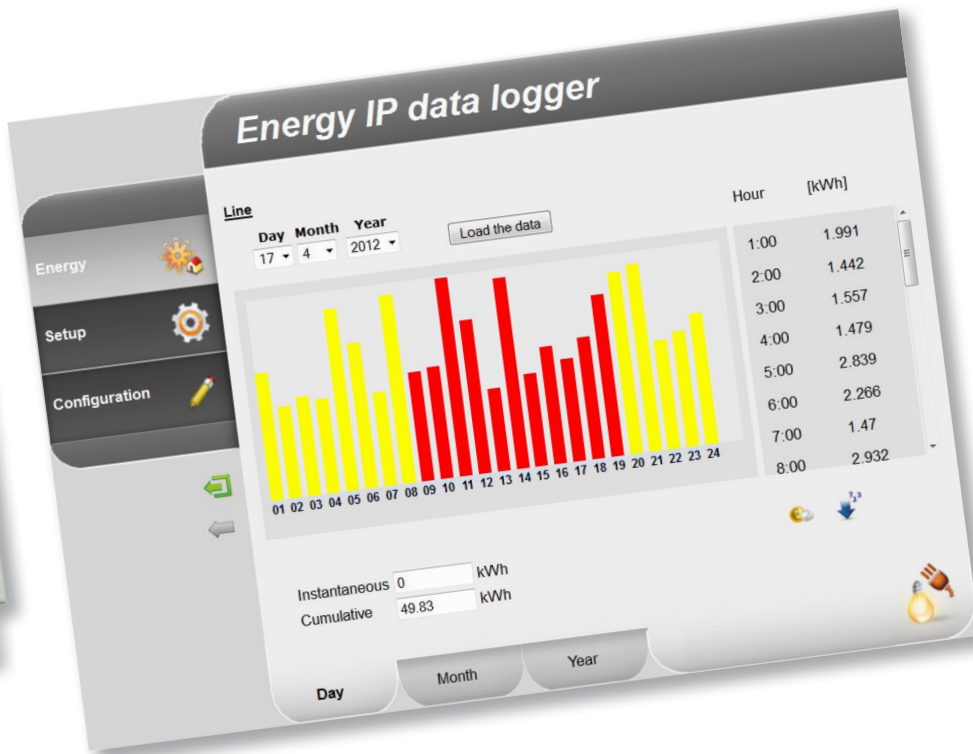 Energy IP data logger
Energy
Setup
Configuration
Line
Day Month Year
17 4 2012
Load the data
01 02 03 04 05 06 07 08 09 10 11 12 13 14 15 16 17 18 19 20 21 22 23 24
Hour [kWh]
1:00 1.991
2:00 1.442
3:00 1.557
4:00 1.479
5:00 2.839
6:00 2.266
7:00 1.47
8:00 2.932
1 2 3
Instantaneous 0 kWh
Cumulative 49.83 kWh
Day Month Year